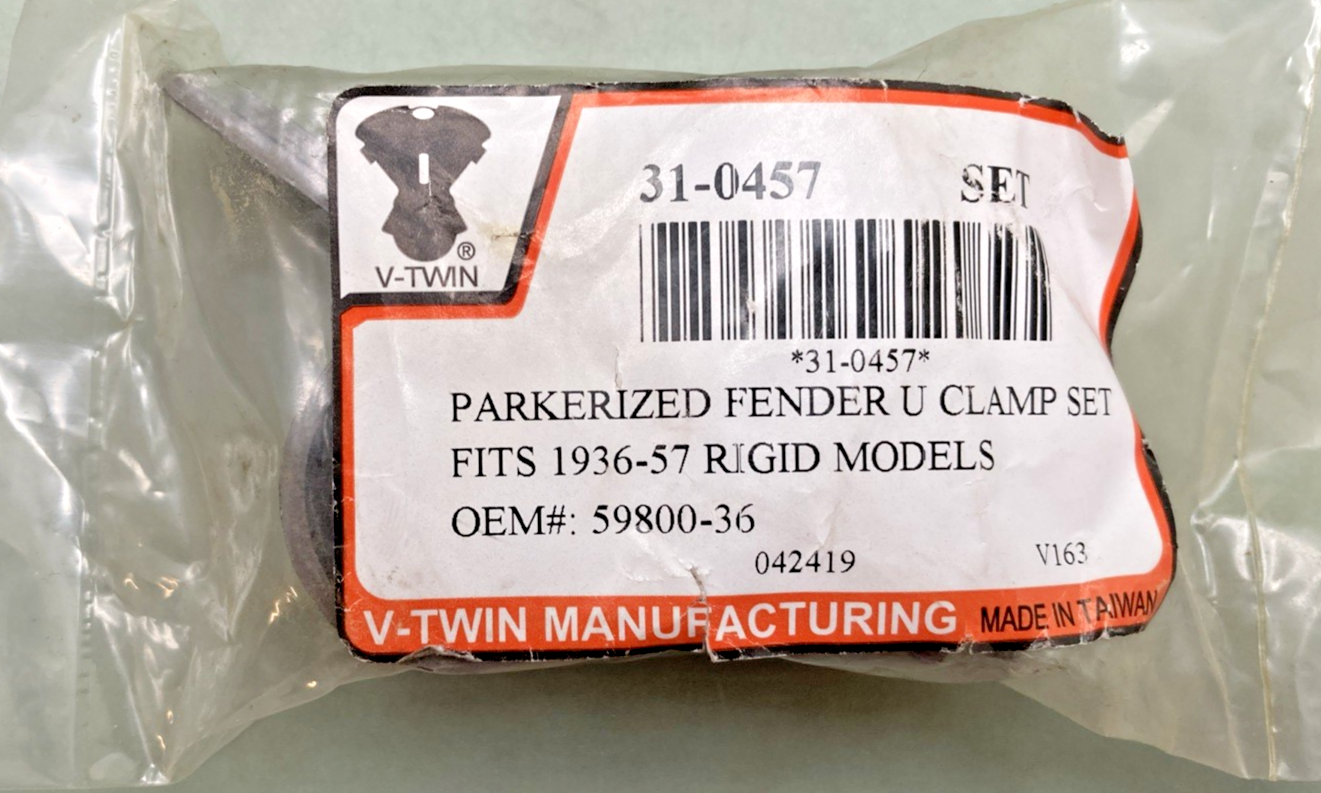 31-0457 SET
®
V-TWIN
*31-0457*
PARKERIZED FENDER U CLAMP SET
FITS 1936-57 RIGID MODELS
OEM#: 59800-36
042419 V163
V-TWIN MANUFACTURING MADE IN TAIWAN